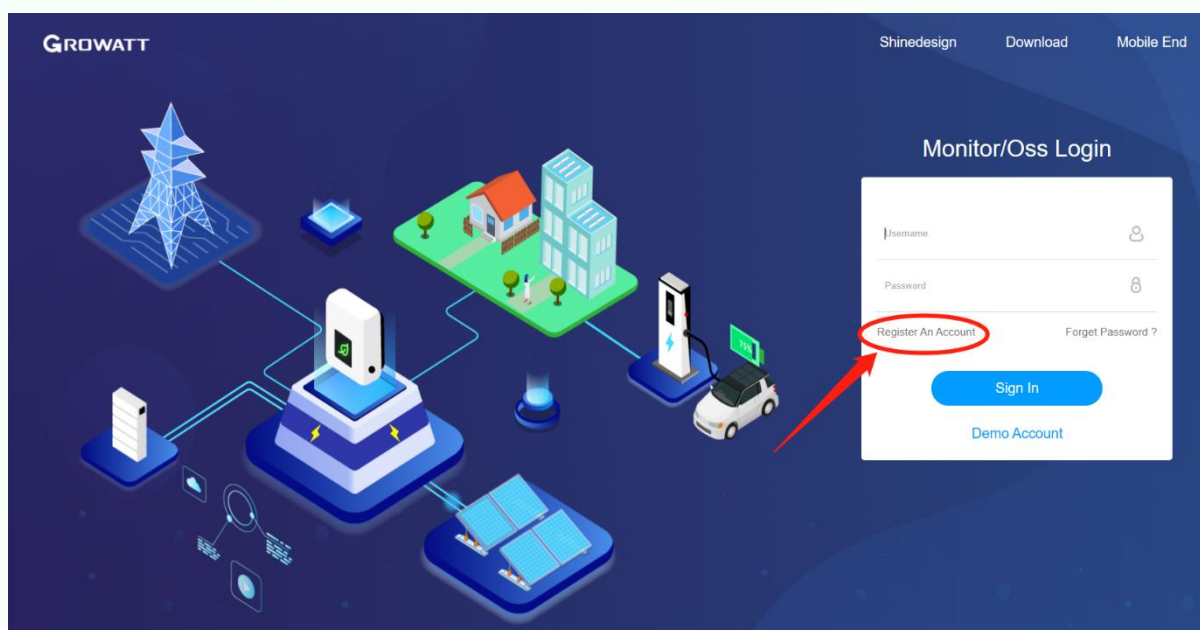 GROWATT
Shinedesign Download Mobile End
Monitor/Oss Login
Username
Password
Register An Account Forget Password ?
Sign In
Demo Account
75%